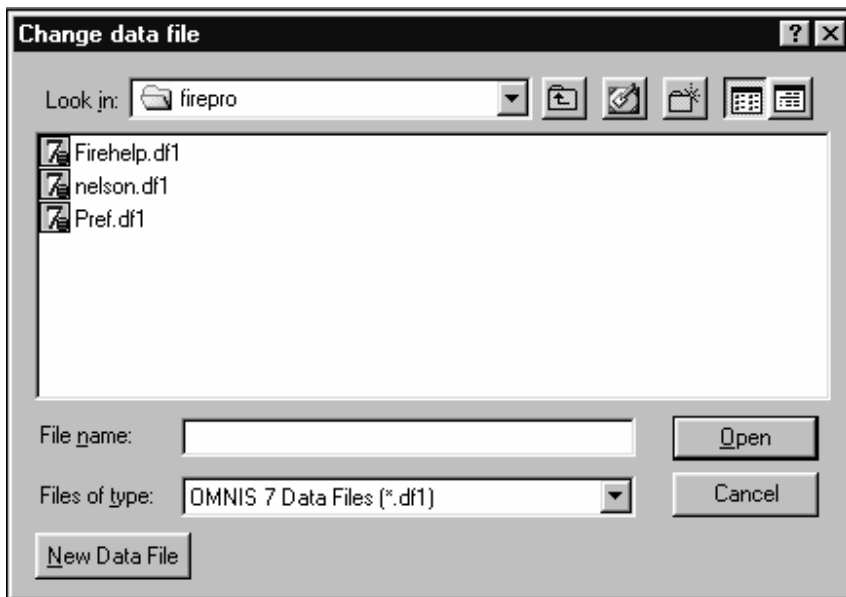 Change data file
Look in: firepro
Firehelp.df1
nelson.df1
Pref.df1
File name:
Open
Files of type: OMNIS 7 Data Files (*.df1)
Cancel
New Data File